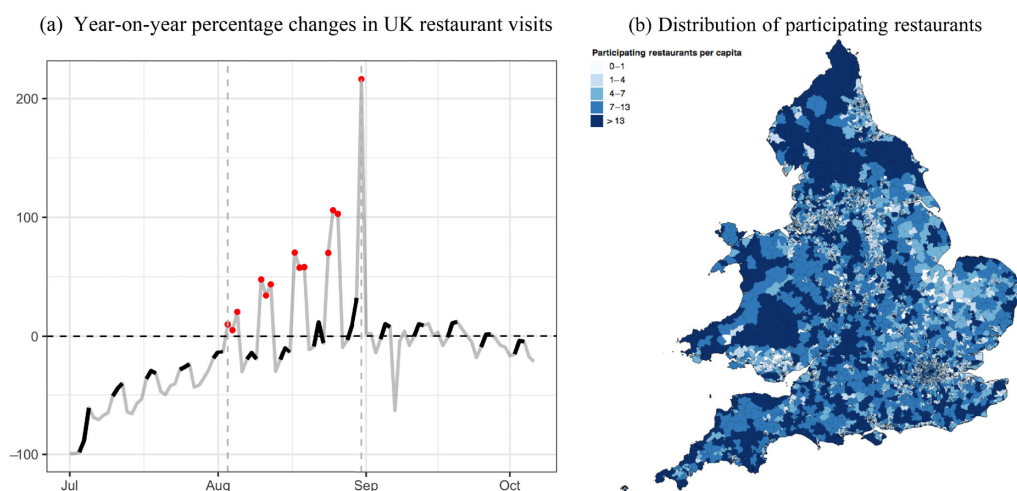 (a) Year-on-year percentage changes in UK restaurant visits
200
100
0
−100
Jul
Aug
Sep
Oct
(b) Distribution of participating restaurants
Participating restaurants per capita
0−1
1−4
4−7
7−13
> 13